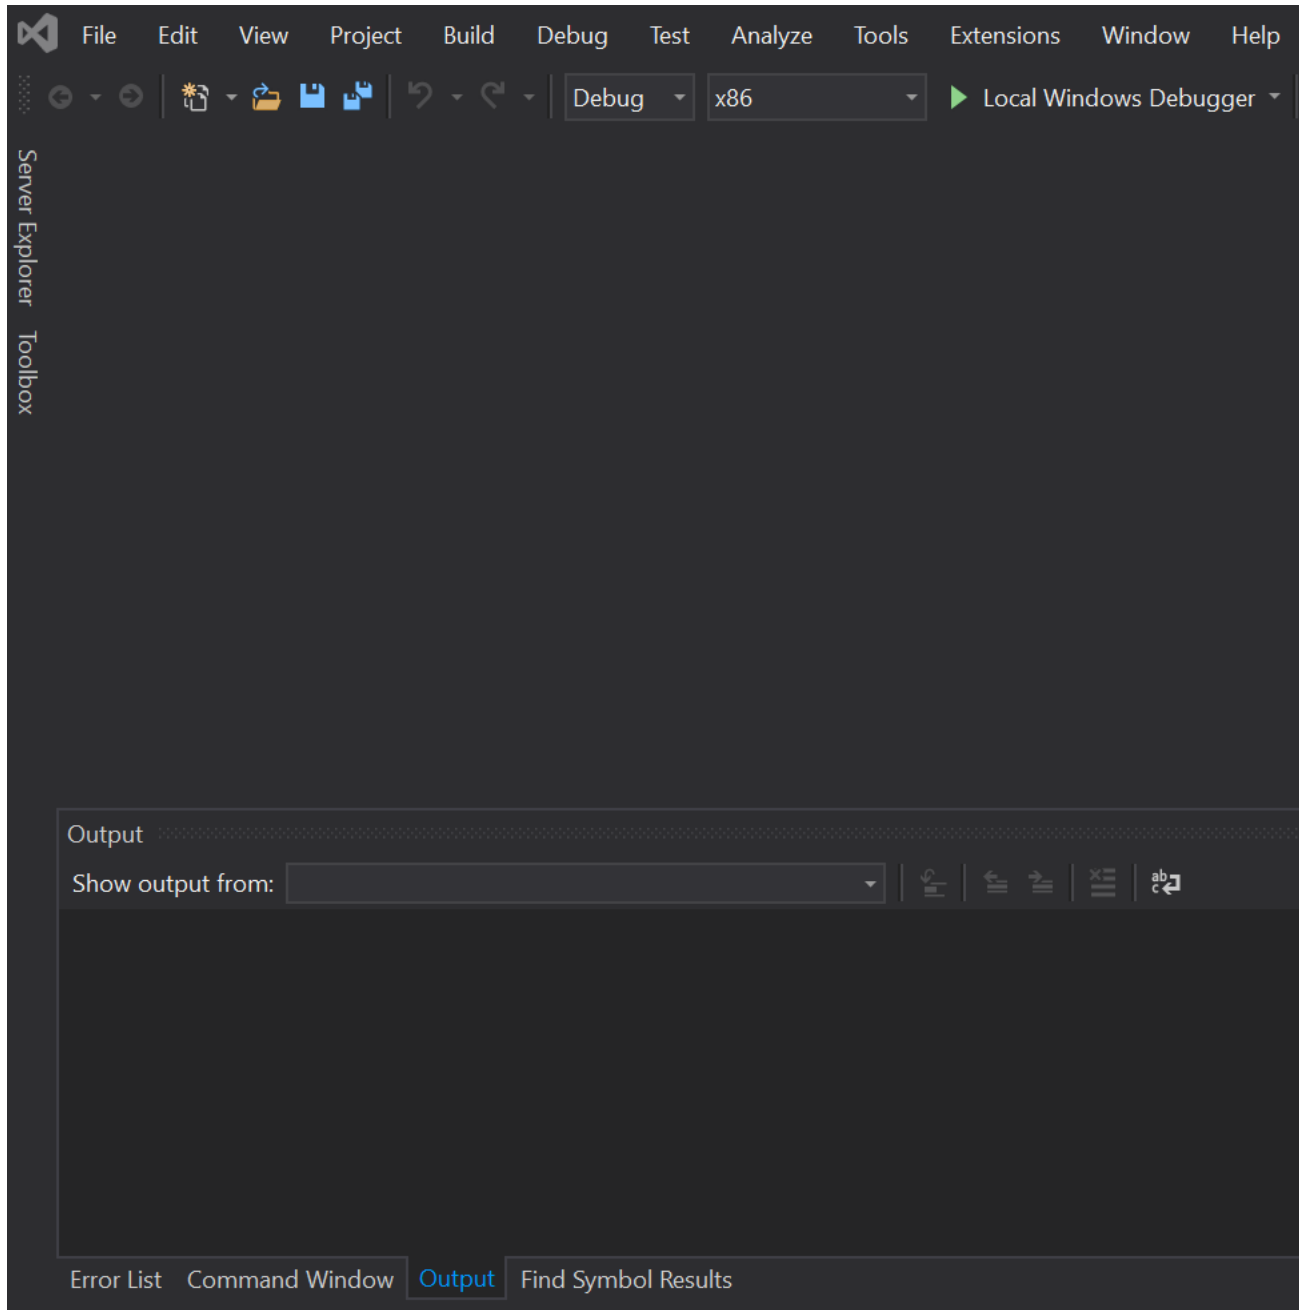 File Edit View Project Build Debug Test Analyze Tools Extensions Window Help
Debug x86 Local Windows Debugger
Server Explorer
Toolbox
Output
Show output from:
Error List Command Window Output Find Symbol Results